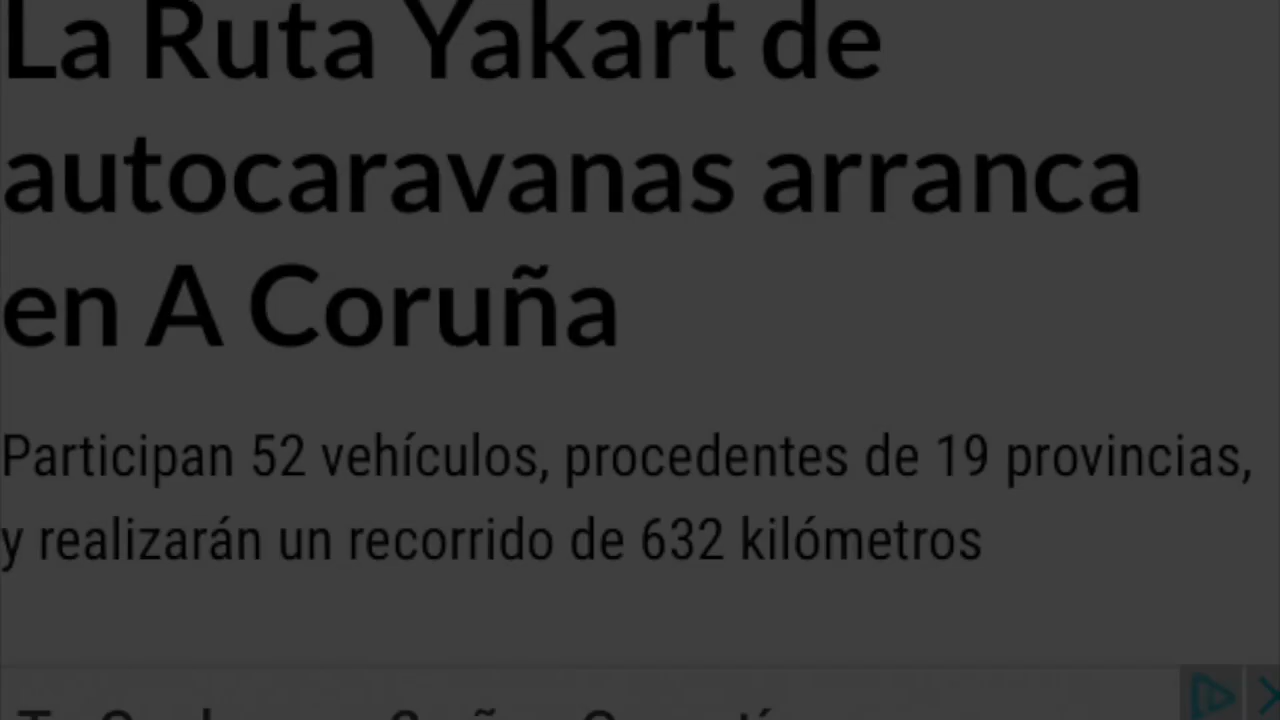 La Ruta Yakart de
autocaravanas arranca
en A Coruña
Participan 52 vehículos, procedentes de 19 provincias,
y realizarán un recorrido de 632 kilómetros